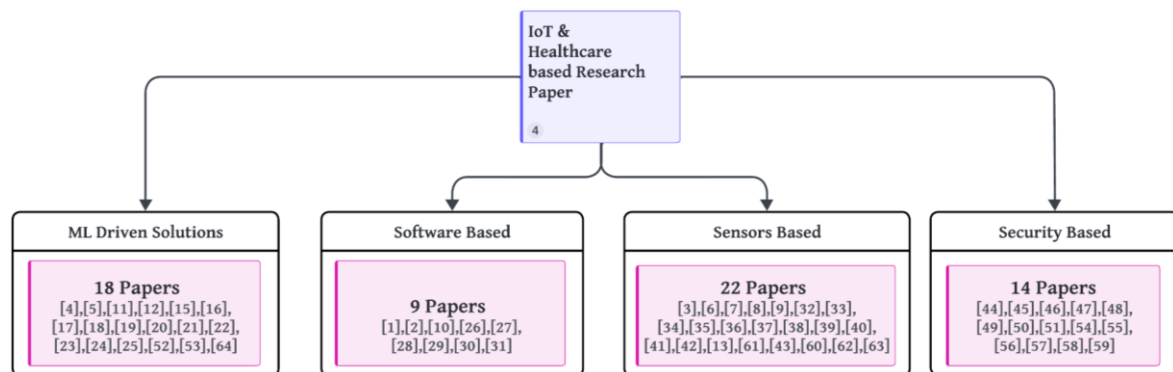 IoT &
Healthcare
based Research
Paper
4
ML Driven Solutions
18 Papers
[4],[5],[11],[12],[15],[16],
[17],[18],[19],[20],[21],[22],
[23],[24],[25],[52],[53],[64]
Software Based
9 Papers
[1],[2],[10],[26],[27],
[28],[29],[30],[31]
Sensors Based
22 Papers
[3],[6],[7],[8],[9],[32],[33],
[34],[35],[36],[37],[38],[39],[40],
[41],[42],[13],[61],[43],[60],[62],[63]
Security Based
14 Papers
[44],[45],[46],[47],[48],
[49],[50],[51],[54],[55],
[56],[57],[58],[59]